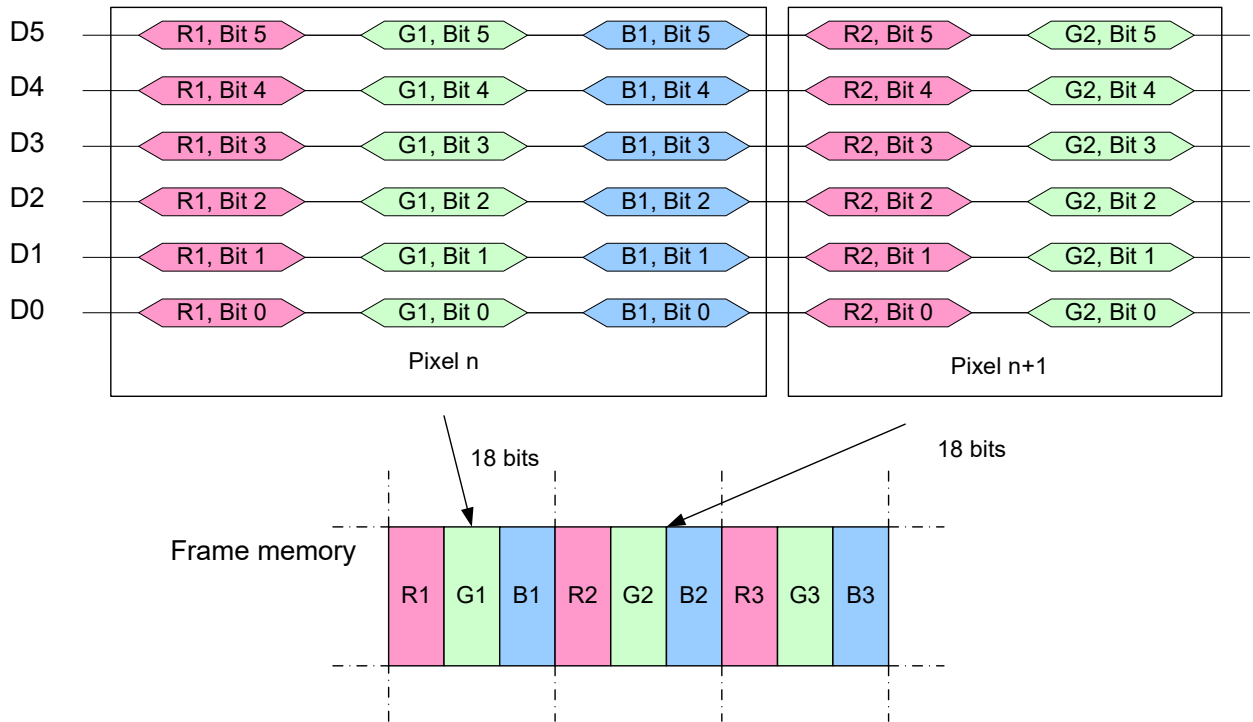 D5 R1, Bit 5 G1, Bit 5 B1, Bit 5 R2, Bit 5 G2, Bit 5
D4 R1, Bit 4 G1, Bit 4 B1, Bit 4 R2, Bit 4 G2, Bit 4
D3 R1, Bit 3 G1, Bit 3 B1, Bit 3 R2, Bit 3 G2, Bit 3
D2 R1, Bit 2 G1, Bit 2 B1, Bit 2 R2, Bit 2 G2, Bit 2
D1 R1, Bit 1 G1, Bit 1 B1, Bit 1 R2, Bit 1 G2, Bit 1
D0 R1, Bit 0 G1, Bit 0 B1, Bit 0 R2, Bit 0 G2, Bit 0
Pixel n Pixel n+1
18 bits 18 bits
Frame memory
R1 G1 B1 R2 G2 B2 R3 G3 B3